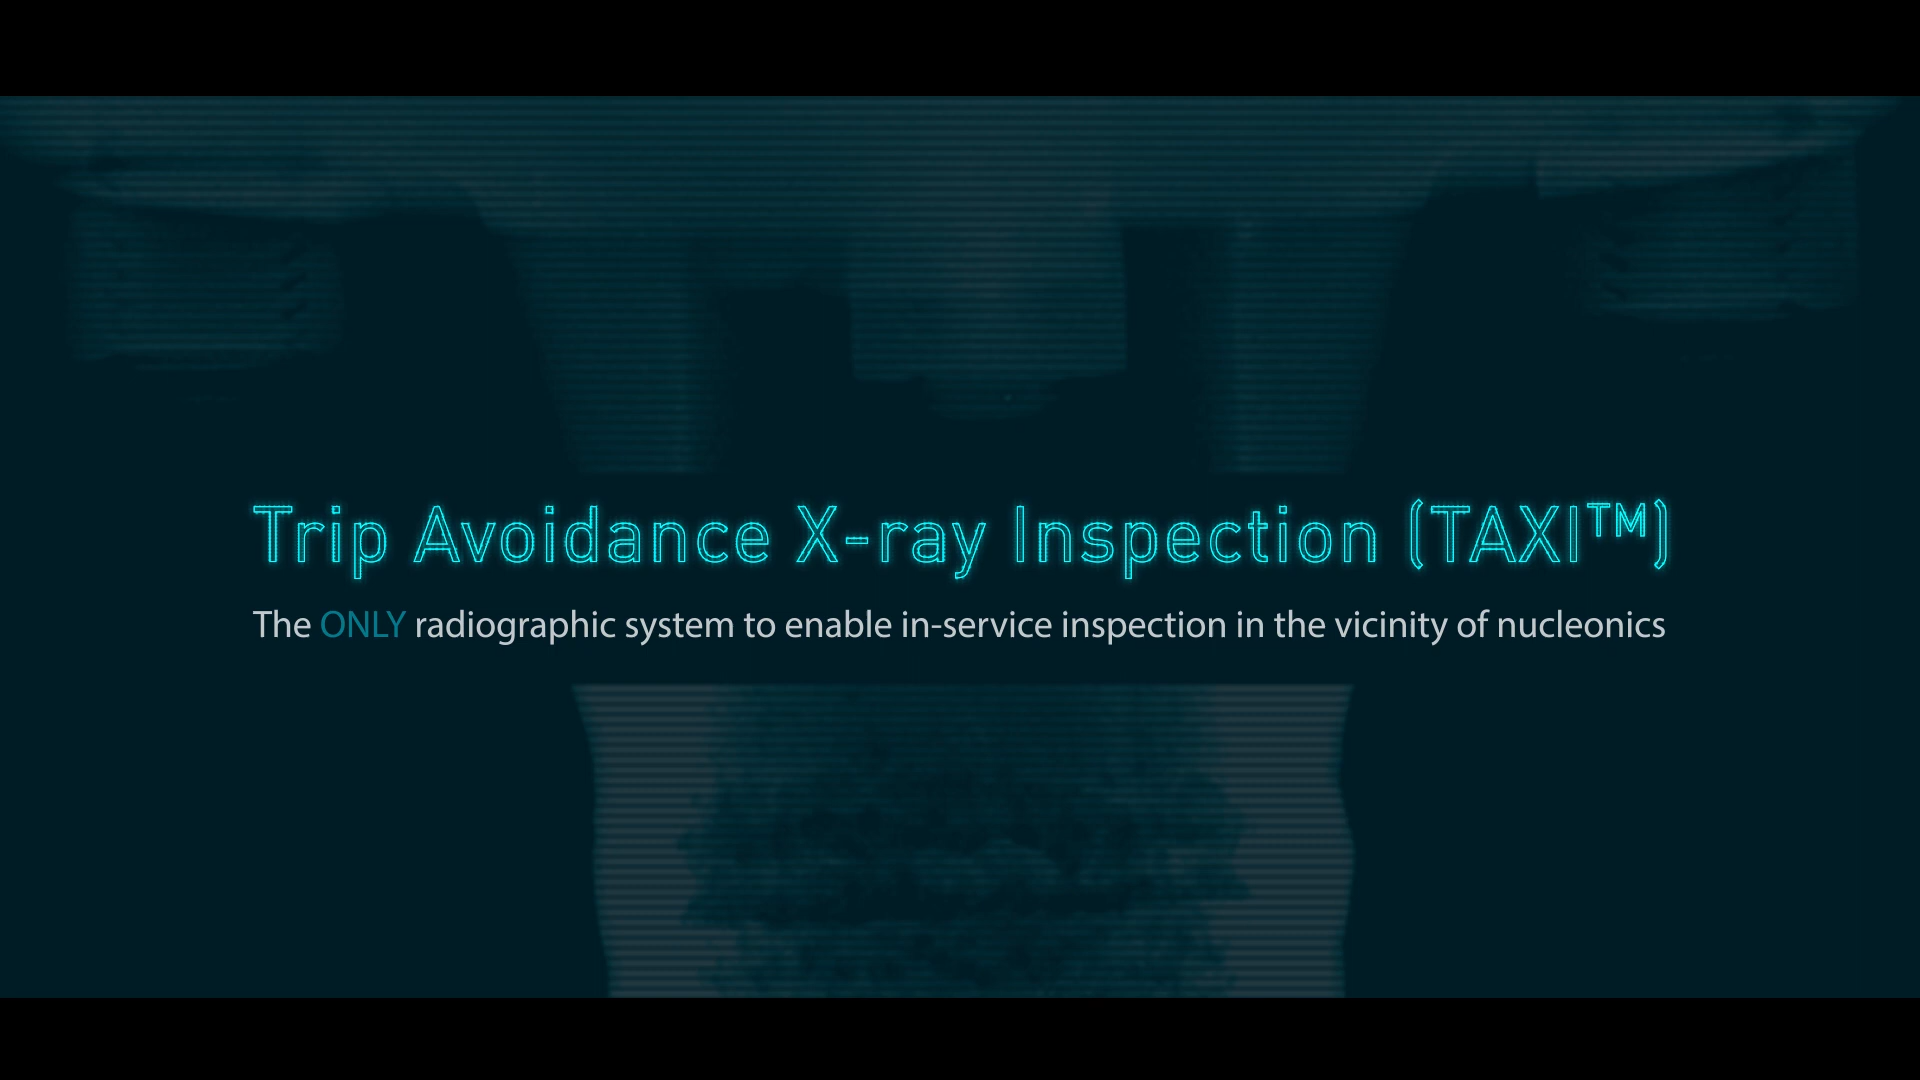 Trip Avoidance X-ray Inspection (TAXI™)
The ONLY radiographic system to enable in-service inspection in the vicinity of nucleonics